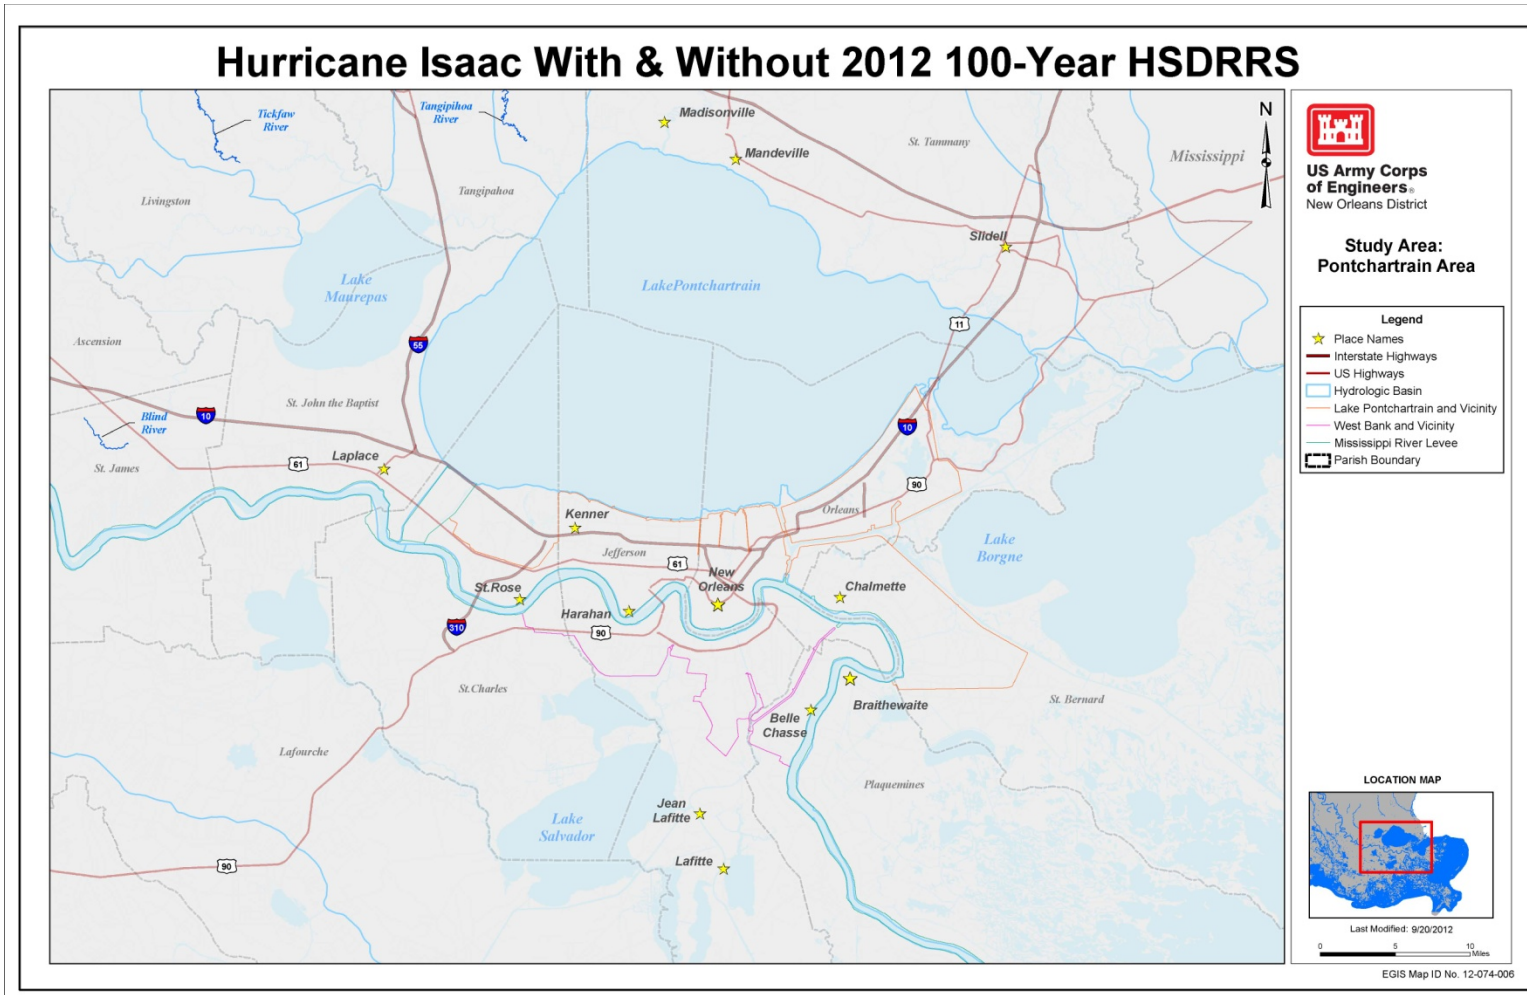 Hurricane Isaac With & Without 2012 100-Year HSDRRS
Tickfaw
River
Tangipihoa
River
Madisonville
Mandeville
St. Tammany
Mississippi
N
Livingston
Tangipahoa
Slidell
Lake
Maurepas
LakePontchartrain
11
55
Ascension
St. John the Baptist
10
Blind
River
10
St. James
Laplace
61
90
Kenner
Orleans
Jefferson
61
Lake
Borgne
New
Orleans
St.Rose
Chalmette
Harahan
310
90
St.Charles
Braithewaite
St. Bernard
Belle
Chasse
Lafourche
Plaquemines
Jean
Lafitte
Lake
Salvador
Lafitte
90
US Army Corps
of Engineers®
New Orleans District
Study Area:
Pontchartrain Area
Legend
Place Names
Interstate Highways
US Highways
Hydrologic Basin
Lake Pontchartrain and Vicinity
West Bank and Vicinity
Mississippi River Levee
Parish Boundary
LOCATION MAP
Last Modified: 9/20/2012
0 5 10
Miles
EGIS Map ID No. 12-074-006